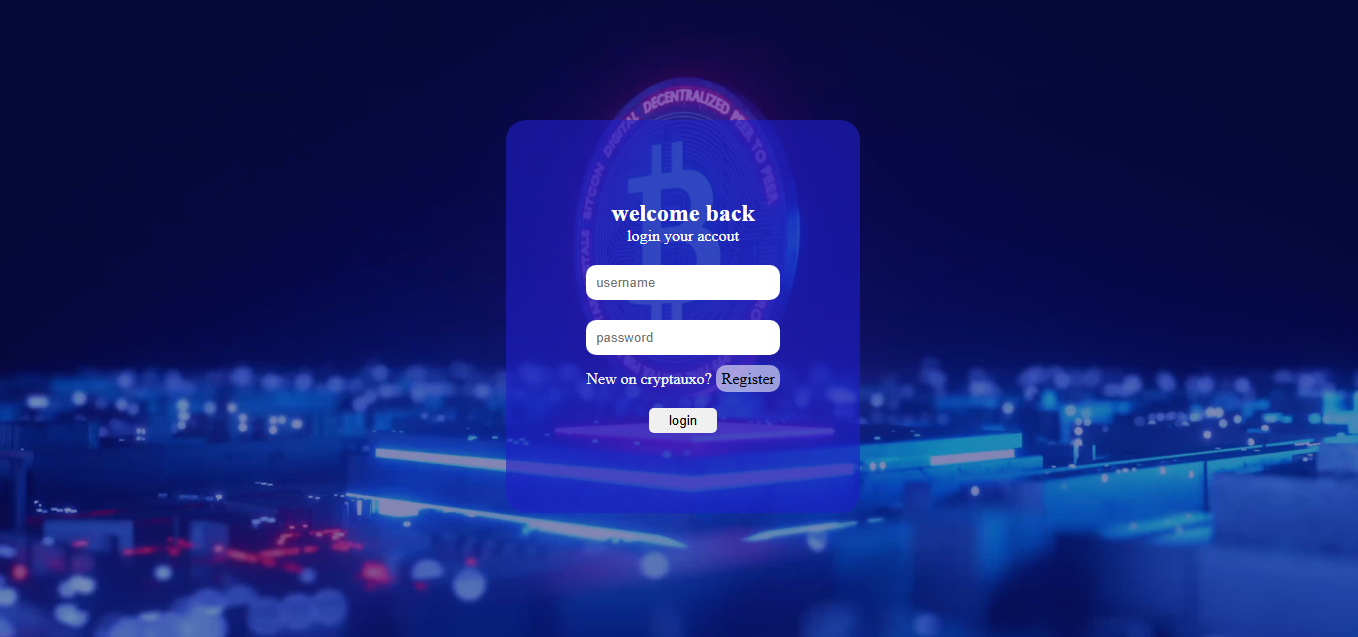 BITCOIN DIGITAL DECENTRALIZED PEER TO PEER
welcome back
login your accout
username
password
New on cryptauxo? Register
login